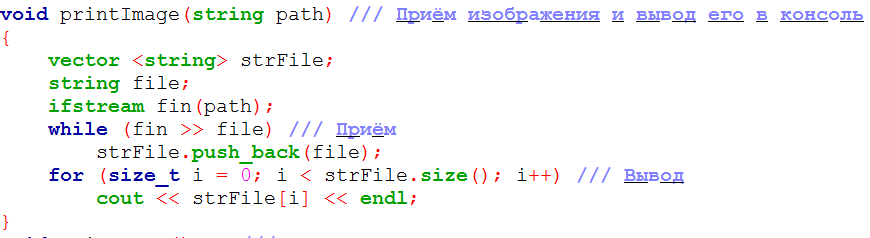 void printImage(string path) /// Приём изображения и вывод его в консоль
{
    vector <string> strFile;
    string file;
    ifstream fin(path);
    while (fin >> file) /// Приём
        strFile.push_back(file);
    for (size_t i = 0; i < strFile.size(); i++) /// Вывод
        cout << strFile[i] << endl;
}